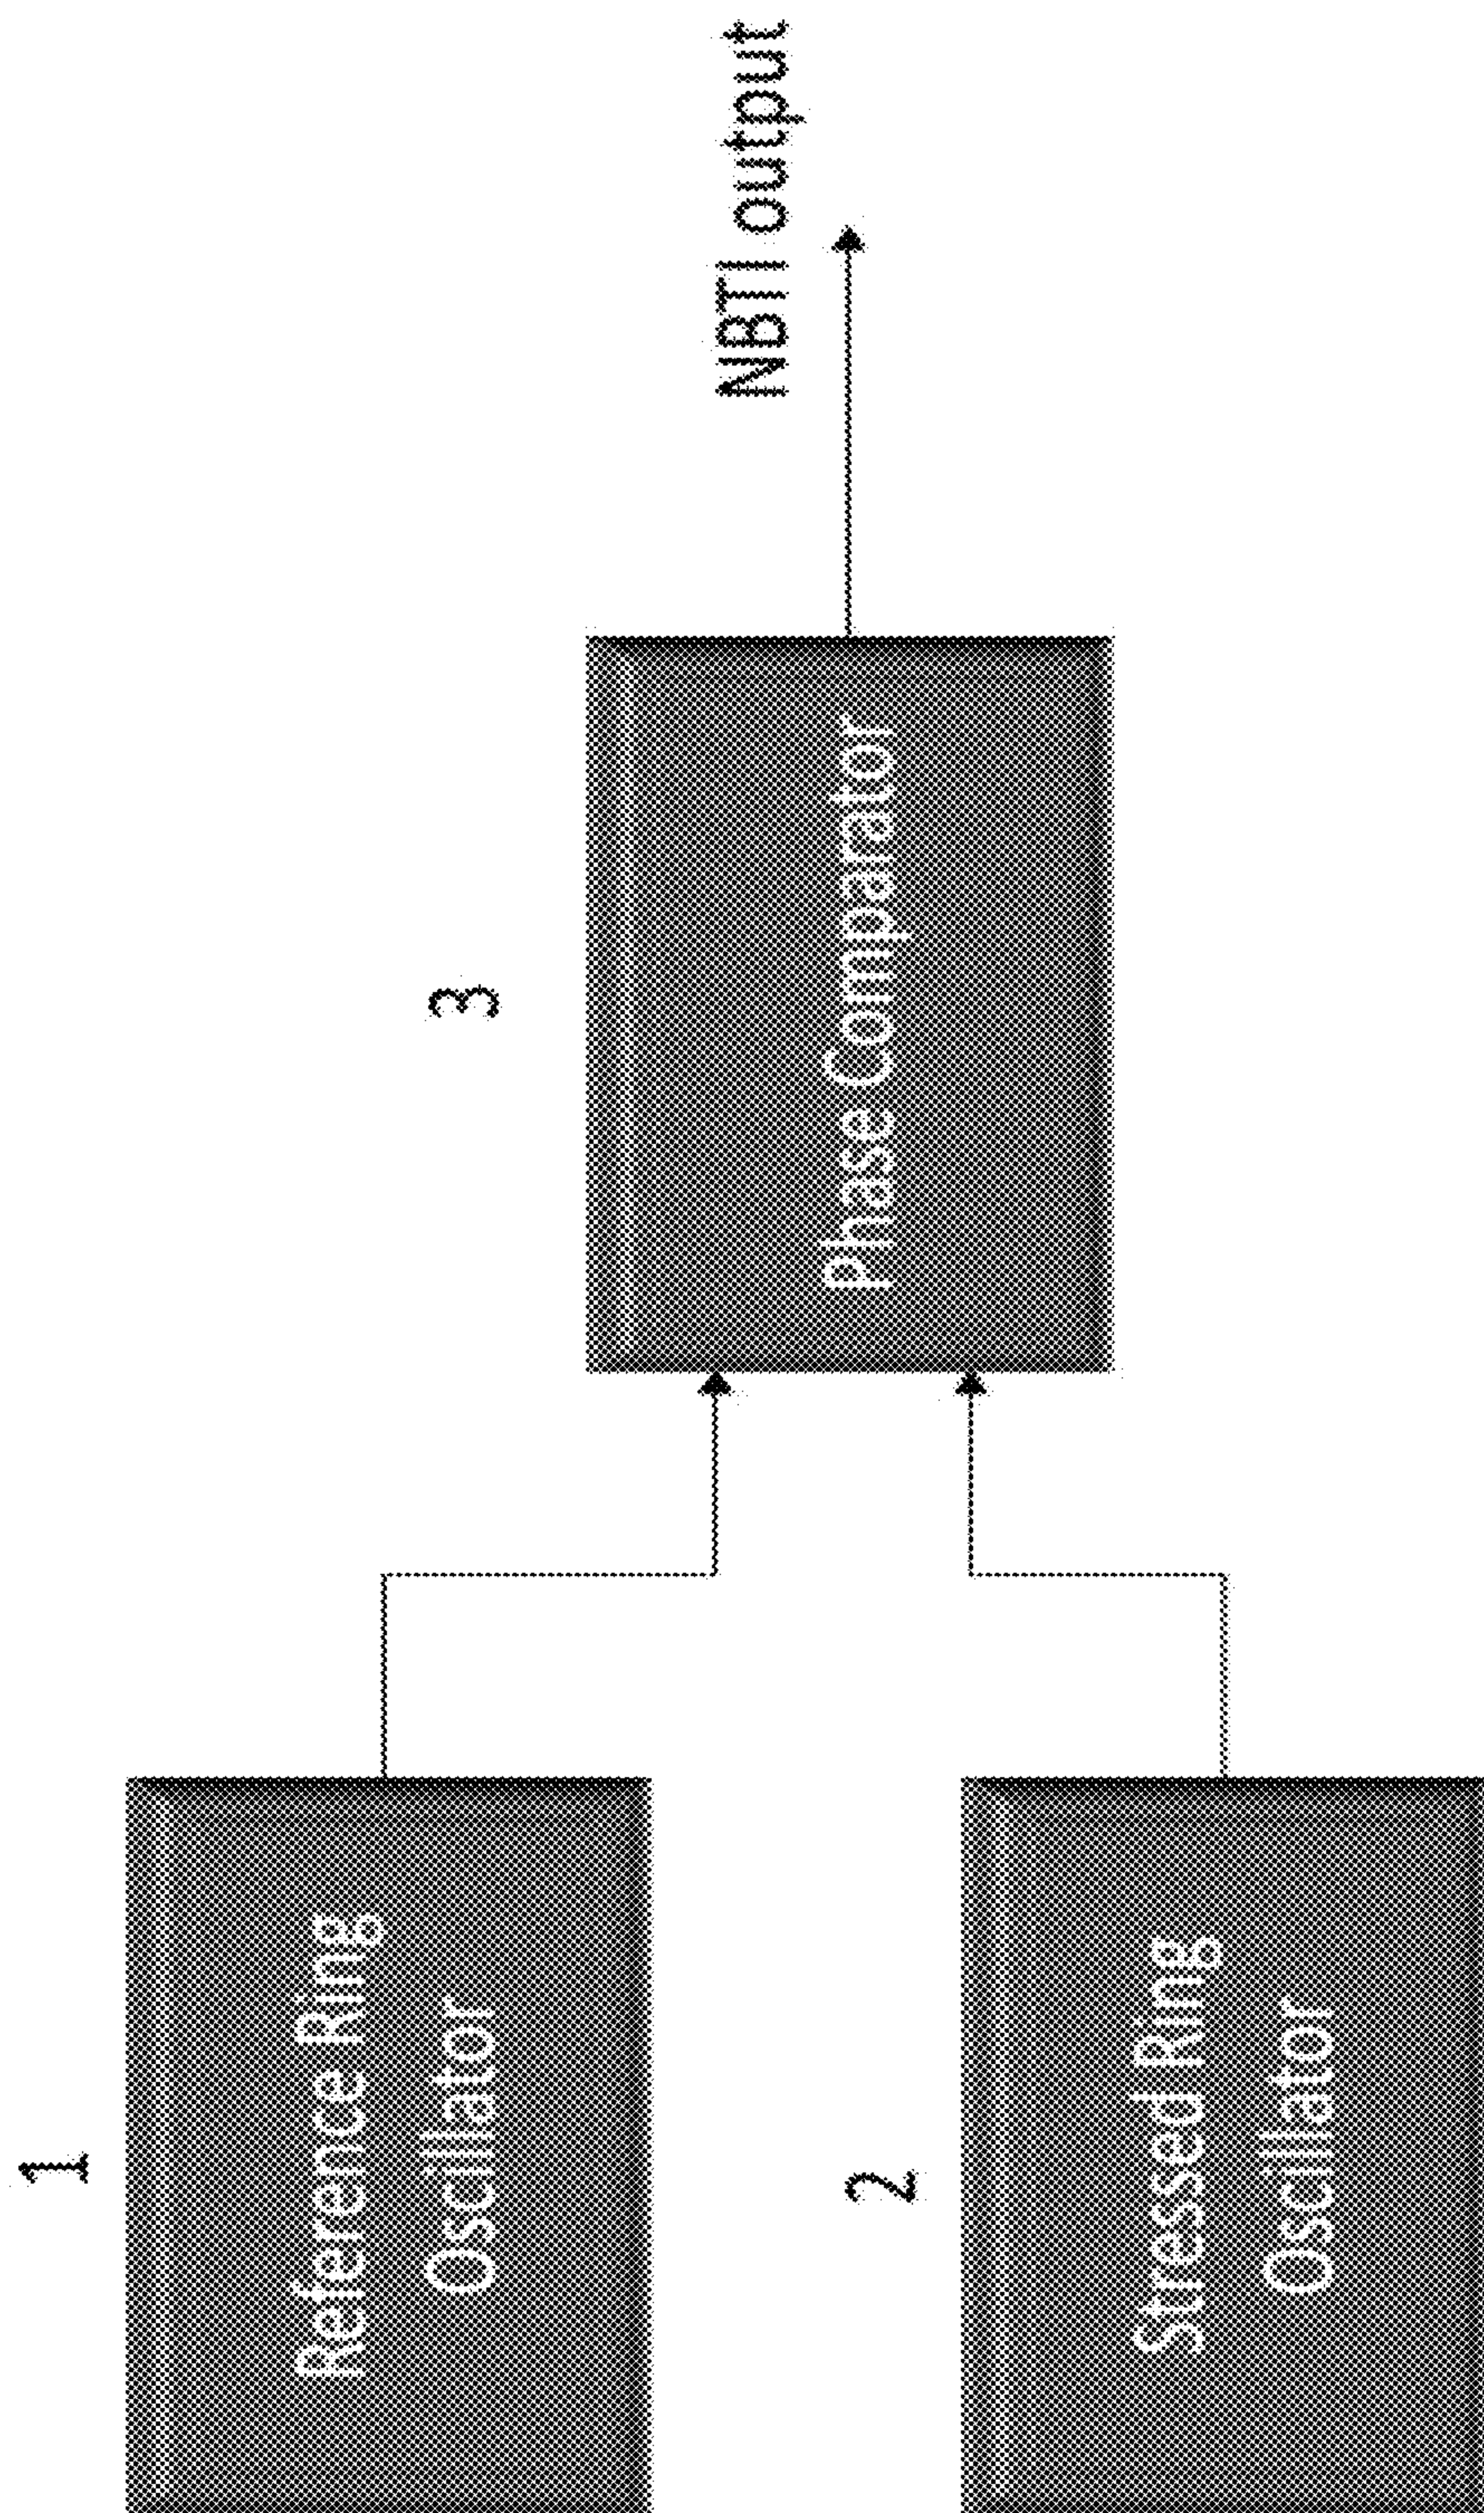 1
Reference Ring
Oscillator
2
Stressed Ring
Oscillator
3
Phase Comparator
NBTI output